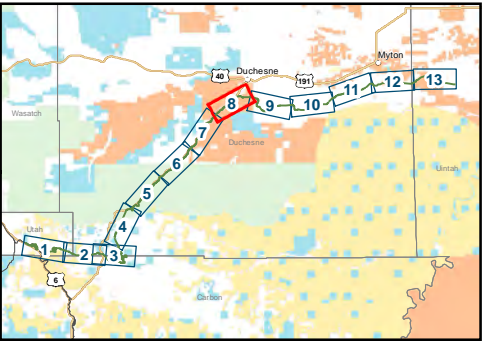 Myton
Duchesne
40
191
13
12
11
10
9
8
Wasatch
7
Duchesne
6
Uintah
5
4
Utah
1
2
3
6
Carbon